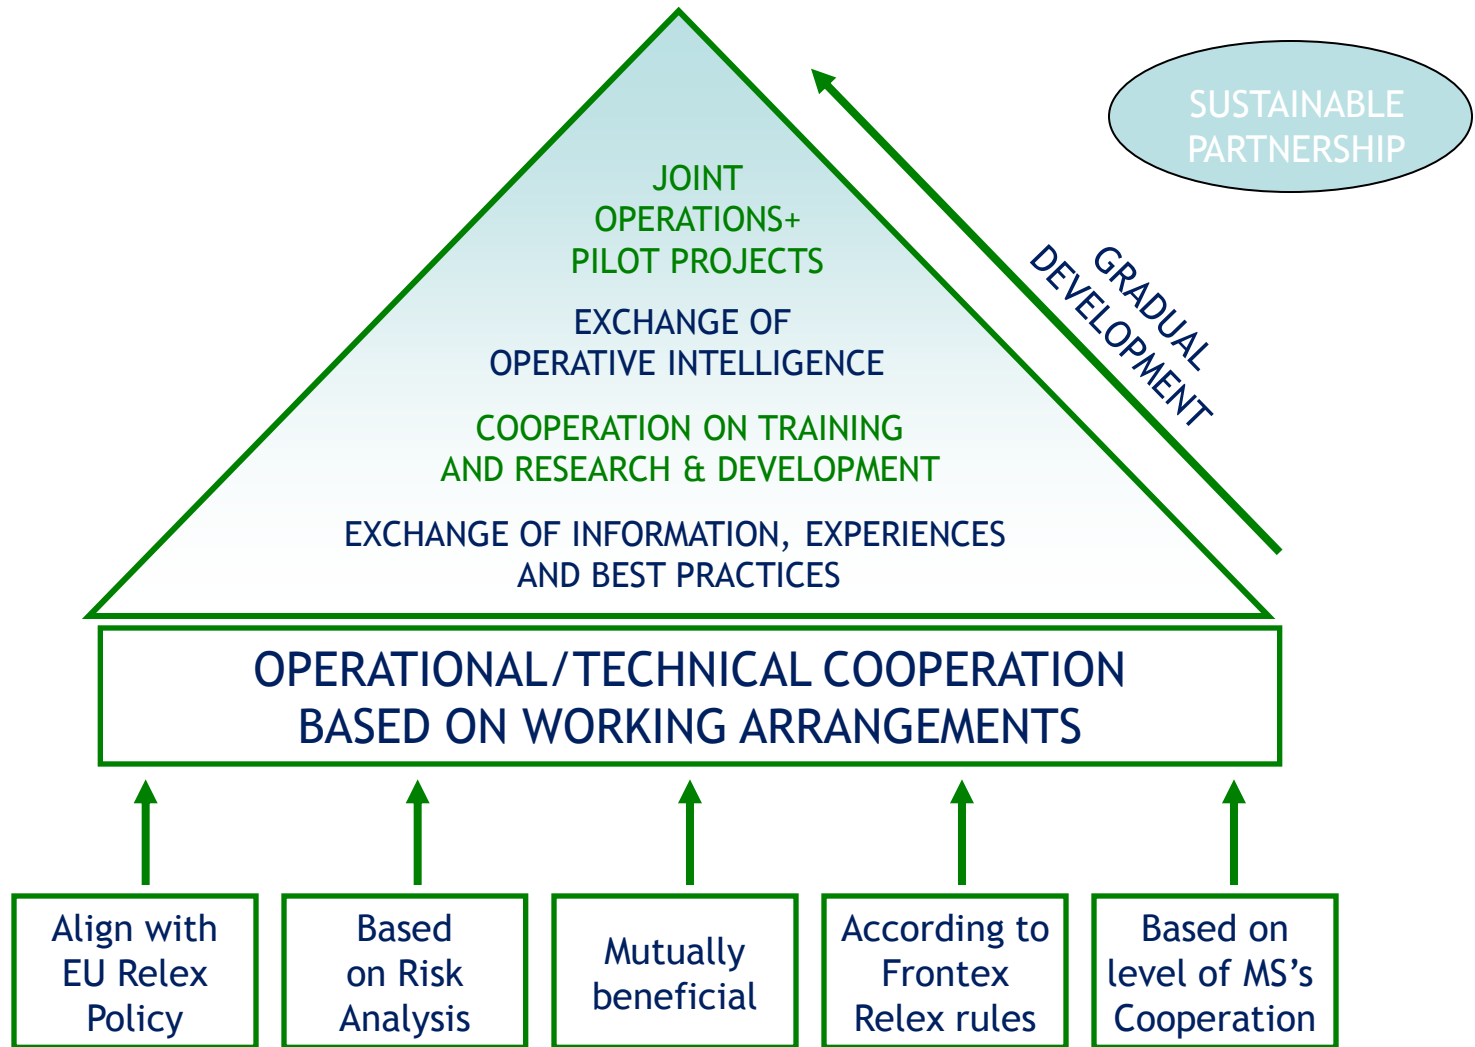 SUSTAINABLE
PARTNERSHIP
JOINT
OPERATIONS+
PILOT PROJECTS
EXCHANGE OF
OPERATIVE INTELLIGENCE
COOPERATION ON TRAINING
AND RESEARCH & DEVELOPMENT
EXCHANGE OF INFORMATION, EXPERIENCES
AND BEST PRACTICES
GRADUAL
DEVELOPMENT
OPERATIONAL/TECHNICAL COOPERATION
BASED ON WORKING ARRANGEMENTS
Align with
EU Relex
Policy
Based
on Risk
Analysis
Mutually
beneficial
According to
Frontex
Relex rules
Based on
level of MS's
Cooperation